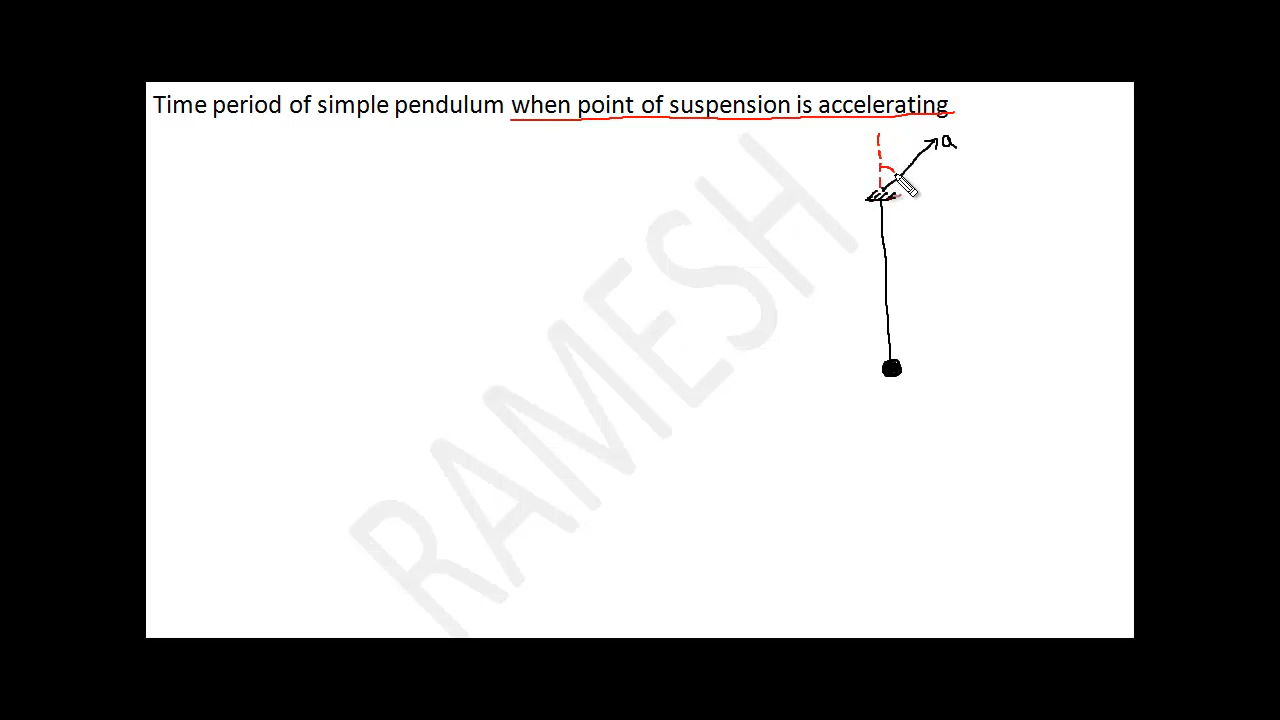 Time period of simple pendulum when point of suspension is accelerating
a
RAMESH